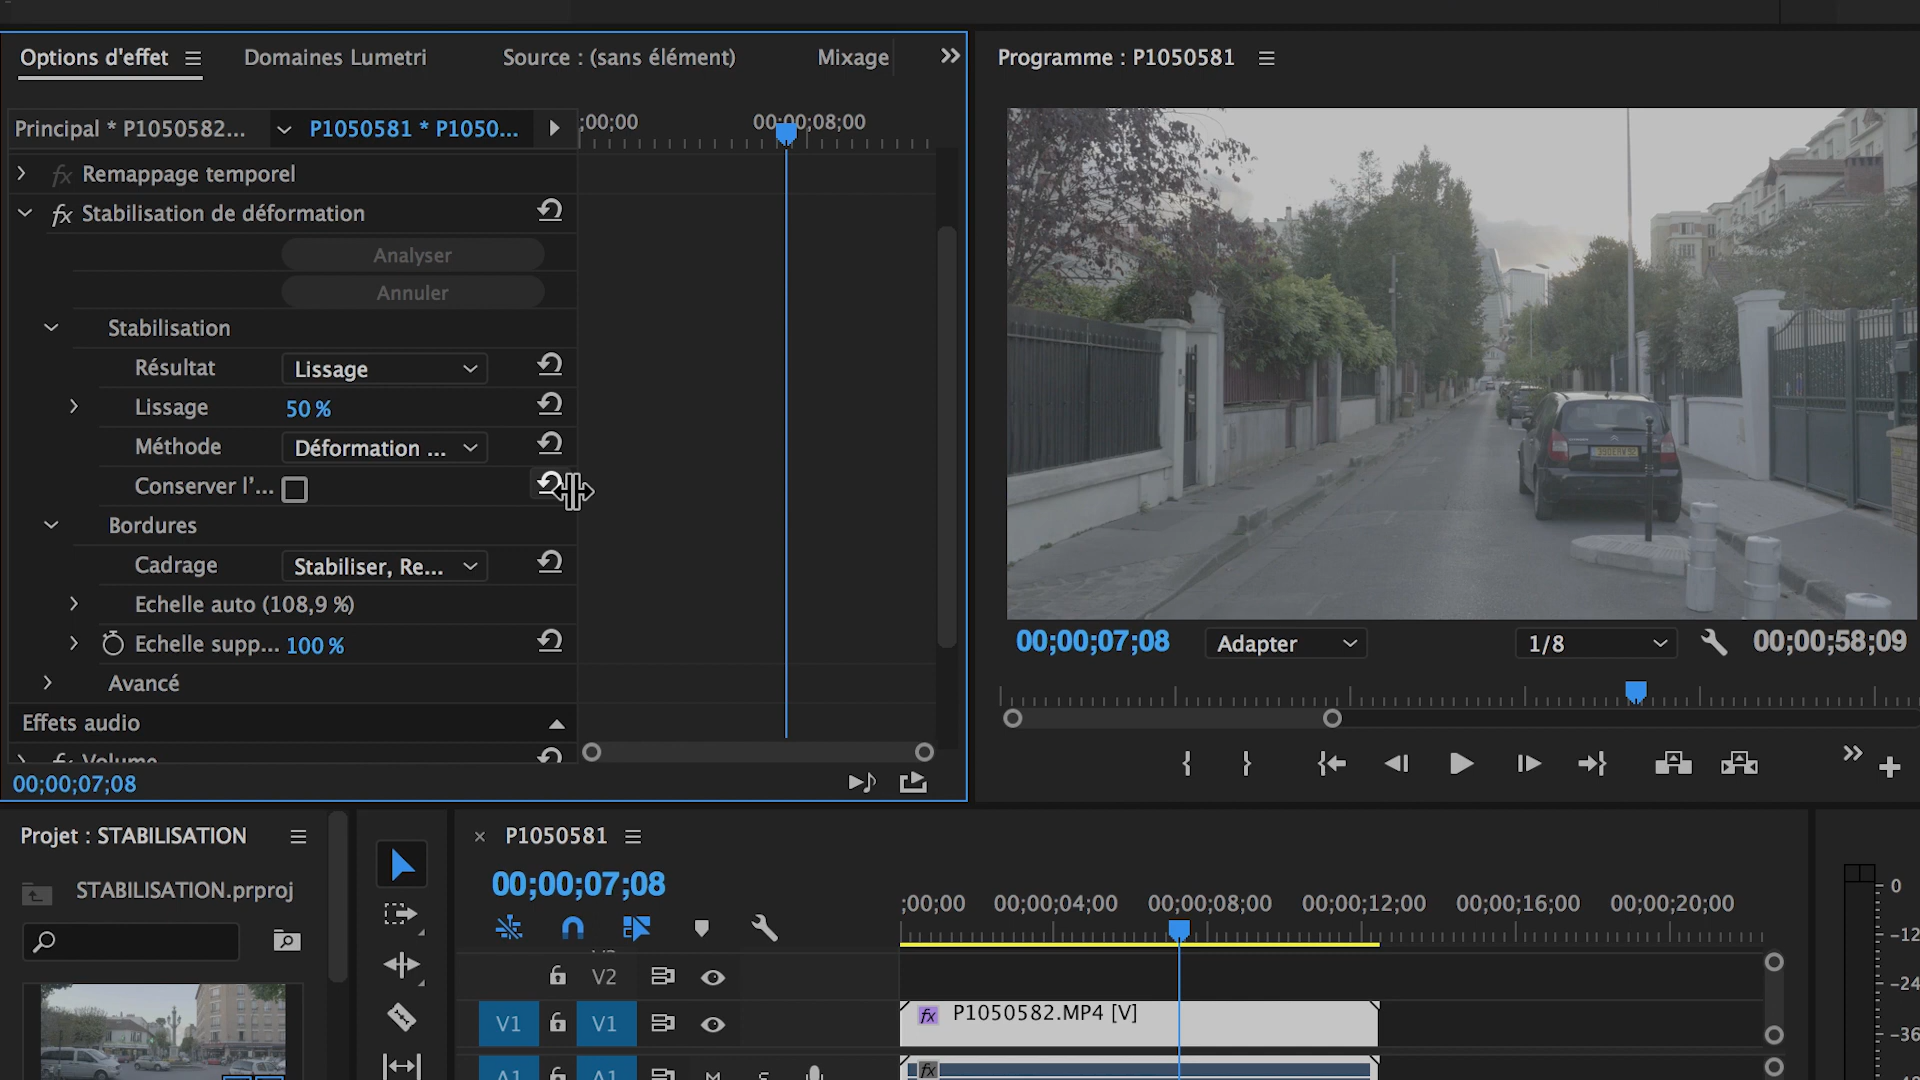 Options d'effet
Domaines Lumetri
Source : (sans élément)
Mixage
Programme : P1050581
Principal * P1050582...
P1050581 * P1050...
;00;00
00;00;08;00
fx Remappage temporel
fx Stabilisation de déformation
Analyser
Annuler
Stabilisation
Résultat
Lissage
Lissage
50 %
Méthode
Déformation ...
Conserver l'...
Bordures
Cadrage
Stabiliser, Re...
Echelle auto (108,9 %)
Echelle supp...
100 %
Avancé
Effets audio
fx Volume
00;00;07;08
00;00;07;08
Adapter
1/8
00;00;58;09
Projet : STABILISATION
STABILISATION.prproj
× P1050581
00;00;07;08
;00;00
00;00;04;00
00;00;08;00
00;00;12;00
00;00;16;00
00;00;20;00
V2
V1
V1
fx P1050582.MP4 [V]
A1
A1
M
S
fx
0
-12
-24
-36